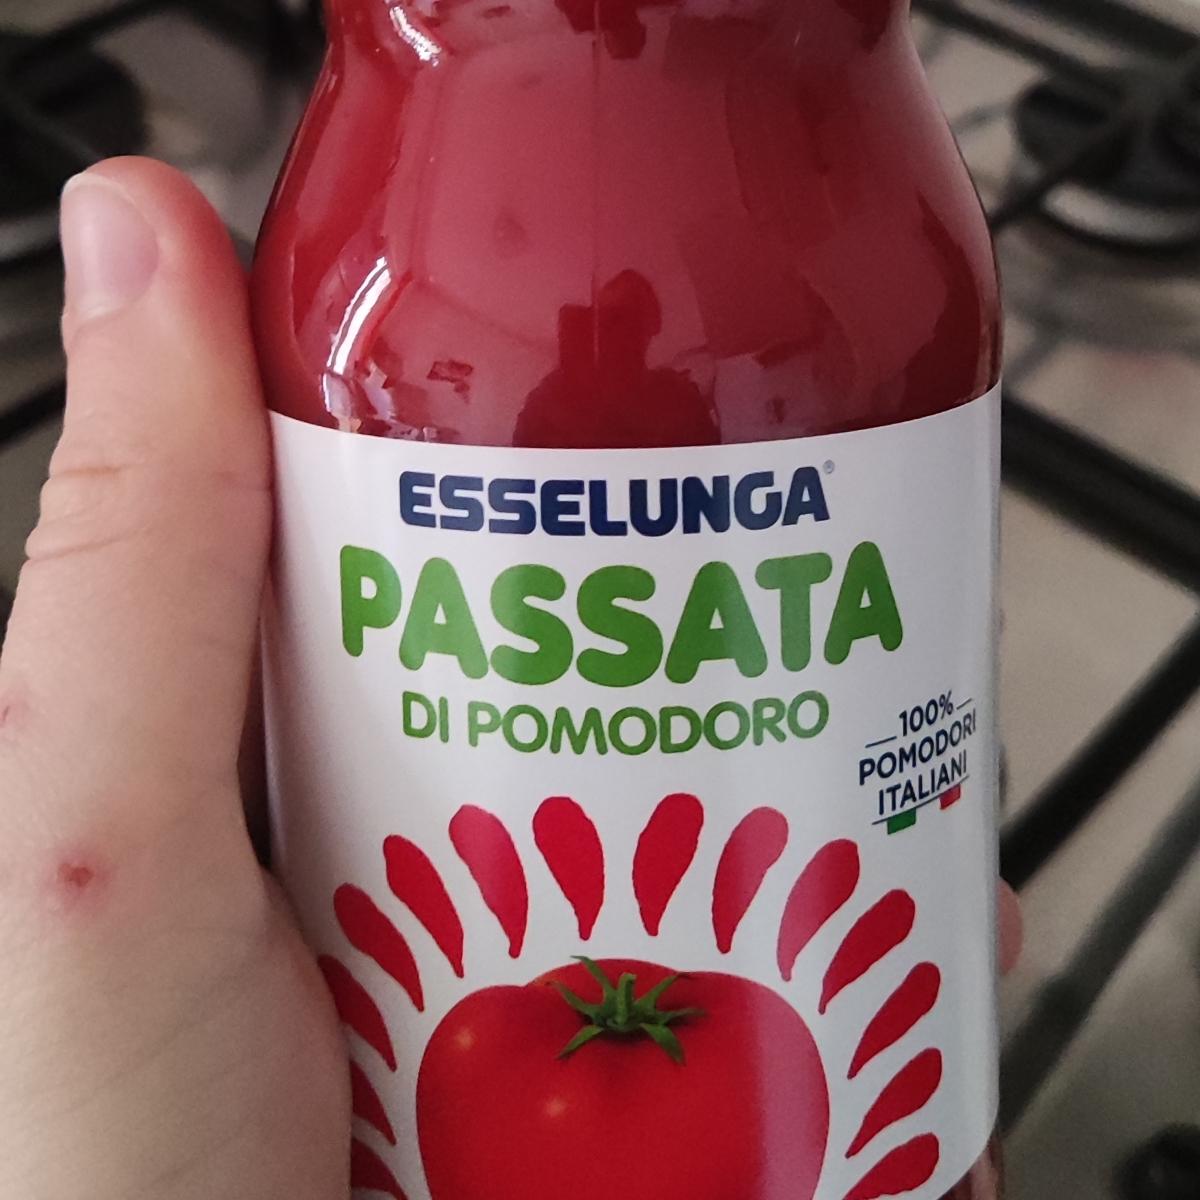 ESSELUNGA®
PASSATA
DI POMODORO
100%
POMODORI
ITALIANI